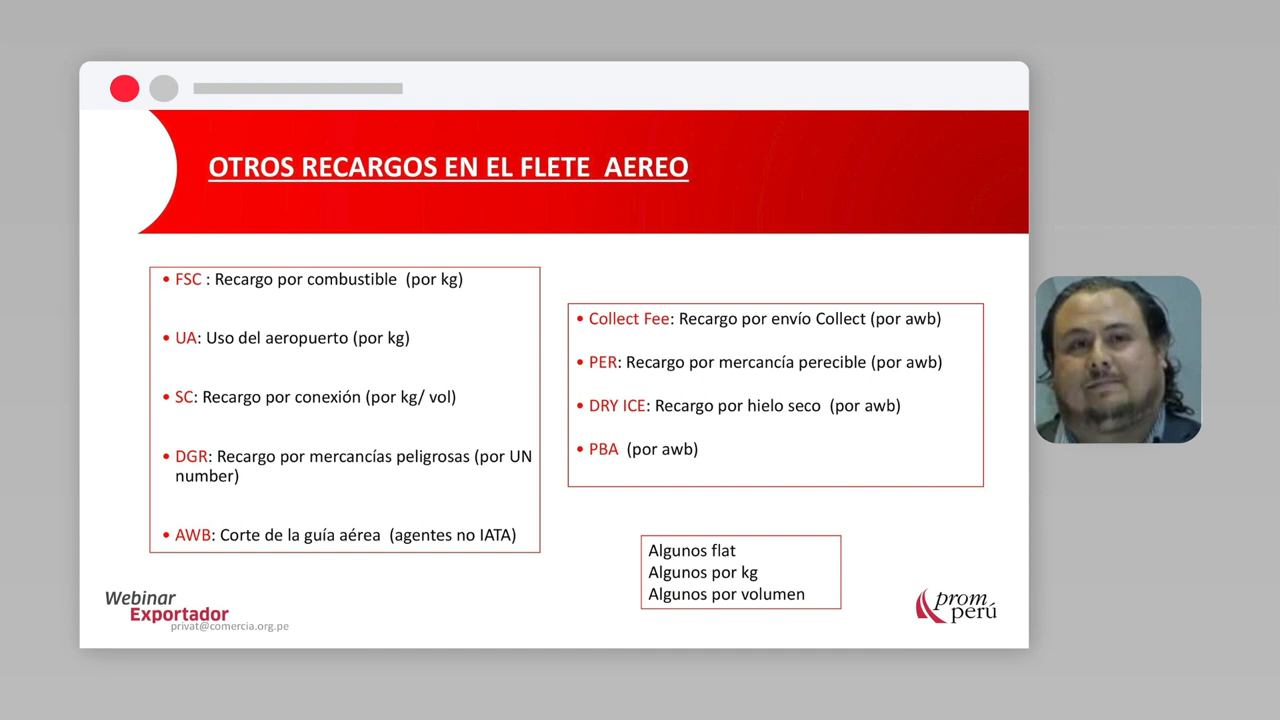 OTROS RECARGOS EN EL FLETE  AEREO
• FSC : Recargo por combustible  (por kg)
• UA: Uso del aeropuerto (por kg)
• SC: Recargo por conexión (por kg/ vol)
• DGR: Recargo por mercancías peligrosas (por UN
number)
• AWB: Corte de la guía aérea  (agentes no IATA)
• Collect Fee: Recargo por envío Collect (por awb)
• PER: Recargo por mercancía perecible (por awb)
• DRY ICE: Recargo por hielo seco  (por awb)
• PBA  (por awb)
Algunos flat
Algunos por kg
Algunos por volumen
Webinar
Exportador
privat@comercia.org.pe
prom
perú